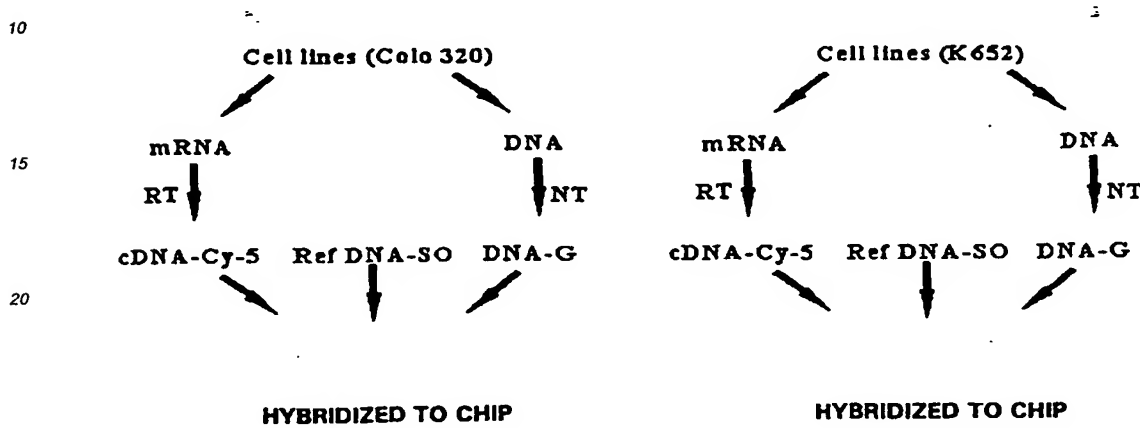 10
Cell lines (Colo 320) Cell lines (K652)
mRNA DNA mRNA DNA
15
RT NT RT NT
cDNA-Cy-5 Ref DNA-SO DNA-G cDNA-Cy-5 Ref DNA-SO DNA-G
20
HYBRIDIZED TO CHIP HYBRIDIZED TO CHIP